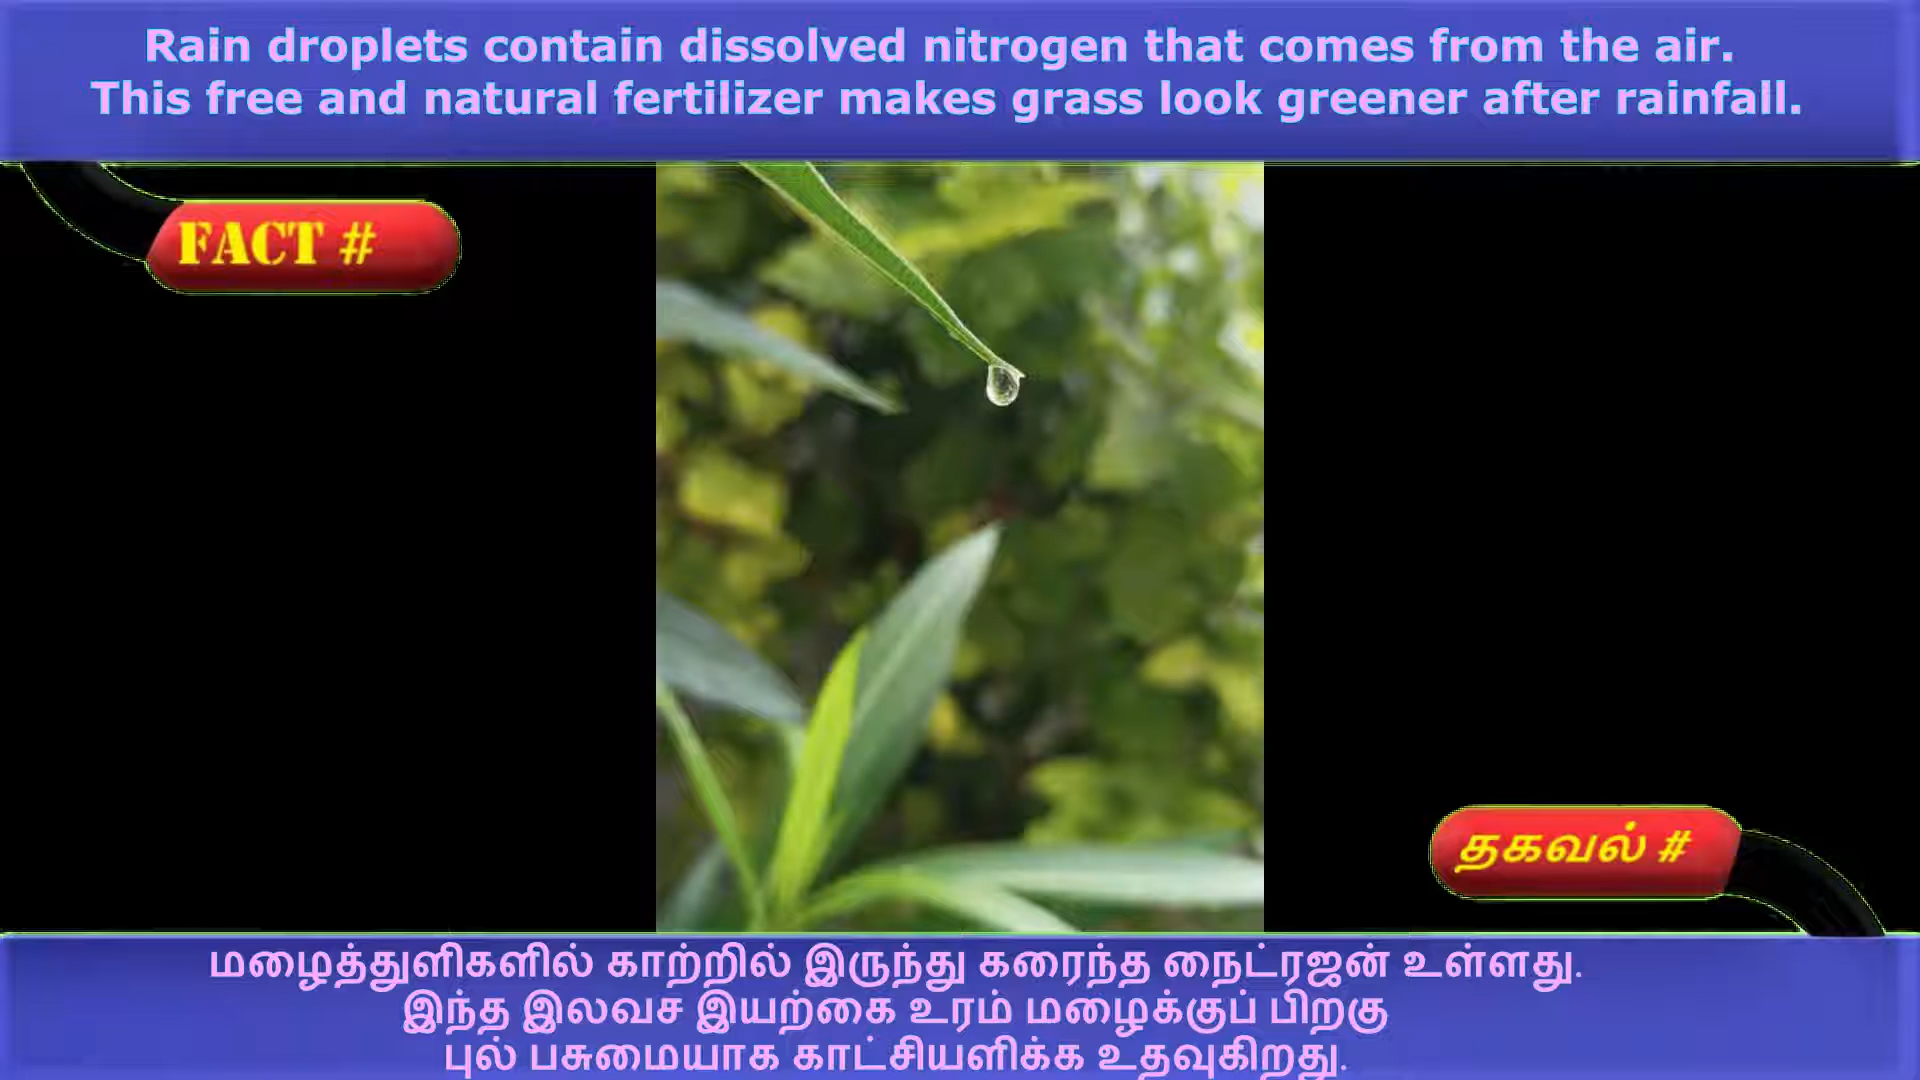 Rain droplets contain dissolved nitrogen that comes from the air.
This free and natural fertilizer makes grass look greener after rainfall.
FACT #
தகவல் #
மழைத்துளிகளில் காற்றில் இருந்து கரைந்த நைட்ரஜன் உள்ளது.
இந்த இலவச இயற்கை உரம் மழைக்குப் பிறகு
புல் பசுமையாக காட்சியளிக்க உதவுகிறது.